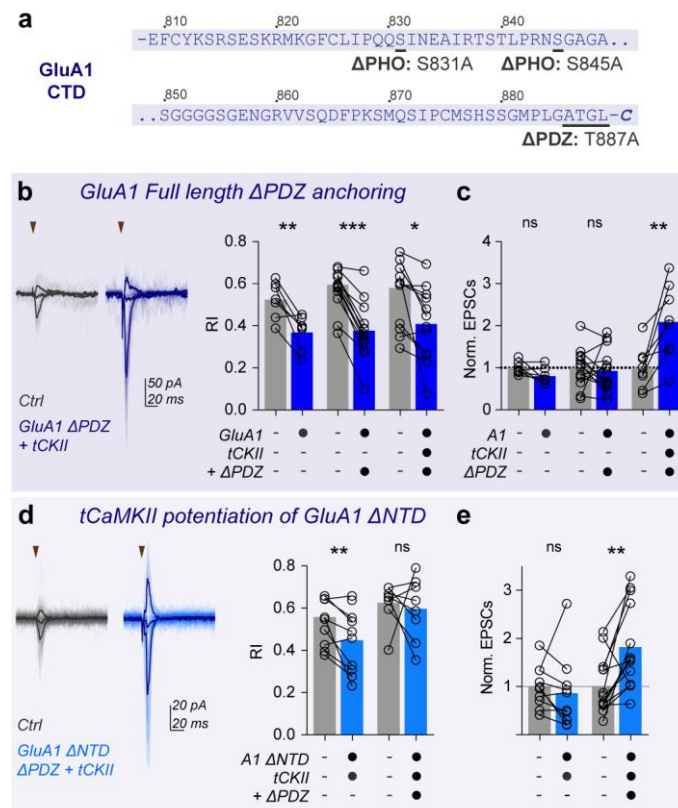 a
GluA1
CTD
810 820 830 840
-EFCYKSRSESKRMKGFCLIPQQSINEAIRTSTLPRNSGAGA..
ΔPHO: S831A ΔPHO: S845A
850 860 870 880
..SGGGGSGENGRVVSQDFPKSMQSIPCMSHSSGMPLGATGL-C
ΔPDZ: T887A
b GluA1 Full length ΔPDZ anchoring c
** *** *
ns ns **
RI
0.8
0.6
0.4
0.2
0.0
Norm. EPSCs
4
3
2
1
0
Ctrl
GluA1 ΔPDZ
+ tCKII
50 pA
20 ms
GluA1 - - -
tCKII - - - - -
+ ΔPDZ - - - -
A1 - - -
tCKII - - - - -
ΔPDZ - - - -
d tCaMKII potentiation of GluA1 ΔNTD e
** ns
ns **
RI
0.8
0.6
0.4
0.2
0.0
Norm. EPSCs
3
2
1
Ctrl
GluA1 ΔNTD
ΔPDZ + tCKII
20 pA
20 ms
A1 ΔNTD - -
tCKII - -
+ ΔPDZ - - -
- -
- -
- - -